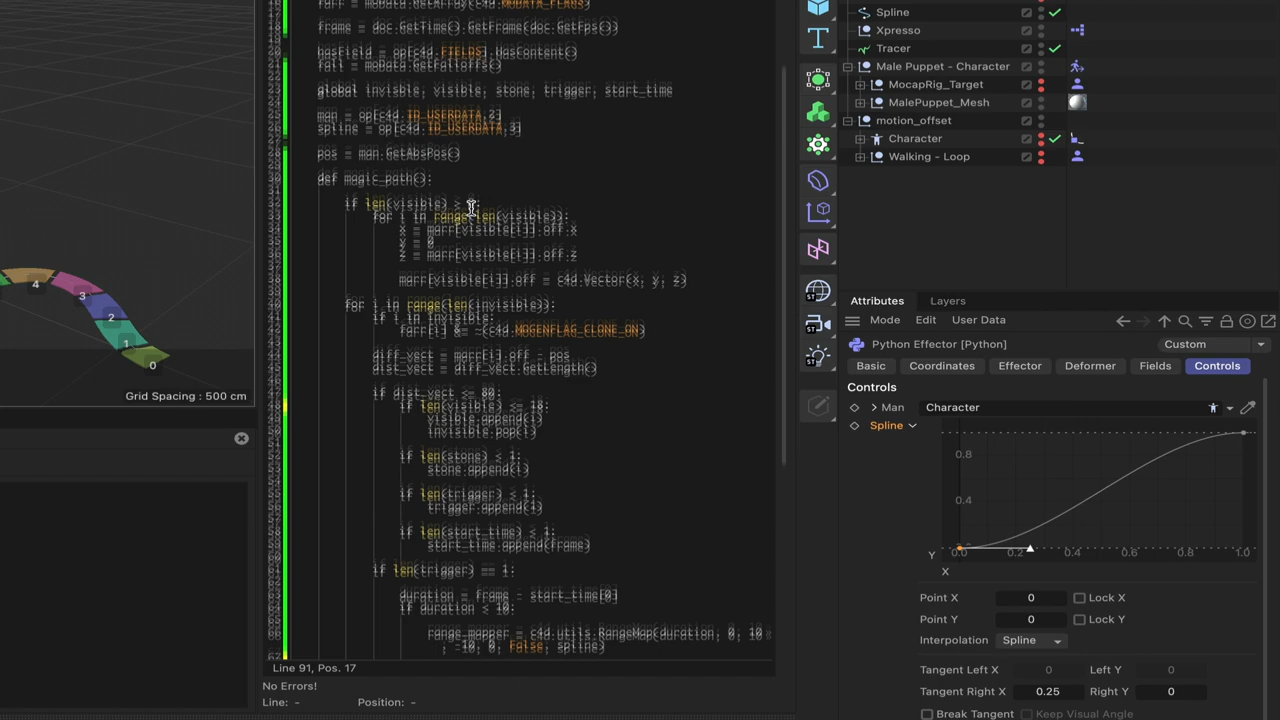 frame = doc.GetTime().GetFrame(doc.GetFps())
hasField = op[c4d.FIELDS].HasContent()
fall = moData.GetFalloffs()
global invisible, visible, stone, trigger, start_time
man = op[c4d.ID_USERDATA,2]
spline = op[c4d.ID_USERDATA,3]
pos = man.GetAbsPos()
def magic_path():
if len(visible) >
for i in range(len(visible)):
x = marr[visible[i]].off.x
y = 0
z = marr[visible[i]].off.z
marr[visible[i]].off = c4d.Vector(x, y, z)
for i in range(len(invisible)):
if i in invisible:
farr[i] &= ~(c4d.MOGENFLAG_CLONE_ON)
diff_vect = marr[i].off - pos
dist_vect = diff_vect.GetLength()
if dist_vect <= 80:
if len(visible) <= 18:
visible.append(i)
invisible.pop(i)
if len(stone) < 1:
stone.append(i)
if len(trigger) < 1:
trigger.append(i)
if len(start_time) < 1:
start_time.append(frame)
if len(trigger) == 1:
duration = frame - start_time[0]
if duration < 10:
range_mapper = c4d.utils.RangeMap(duration, 0, 10
, -10, 0, False, spline)
Line 91, Pos. 17
No Errors!
Line: -
Position: -
4
3
2
1
0
Grid Spacing : 500 cm
T
ST
ST
ST
Spline
Xpresso
Tracer
Male Puppet - Character
MocapRig_Target
MalePuppet_Mesh
motion_offset
Character
Walking - Loop
Attributes
Layers
Mode
Edit
User Data
Python Effector [Python]
Custom
Basic
Coordinates
Effector
Deformer
Fields
Controls
Controls
Man
Character
Spline
0.8
0.4
Y
0.0
0.2
0.4
0.6
0.8
1.0
X
Point X
0
Lock X
Point Y
0
Lock Y
Interpolation
Spline
Tangent Left X
0
Left Y
0
Tangent Right X
0.25
Right Y
0
Break Tangent
Keep Visual Angle